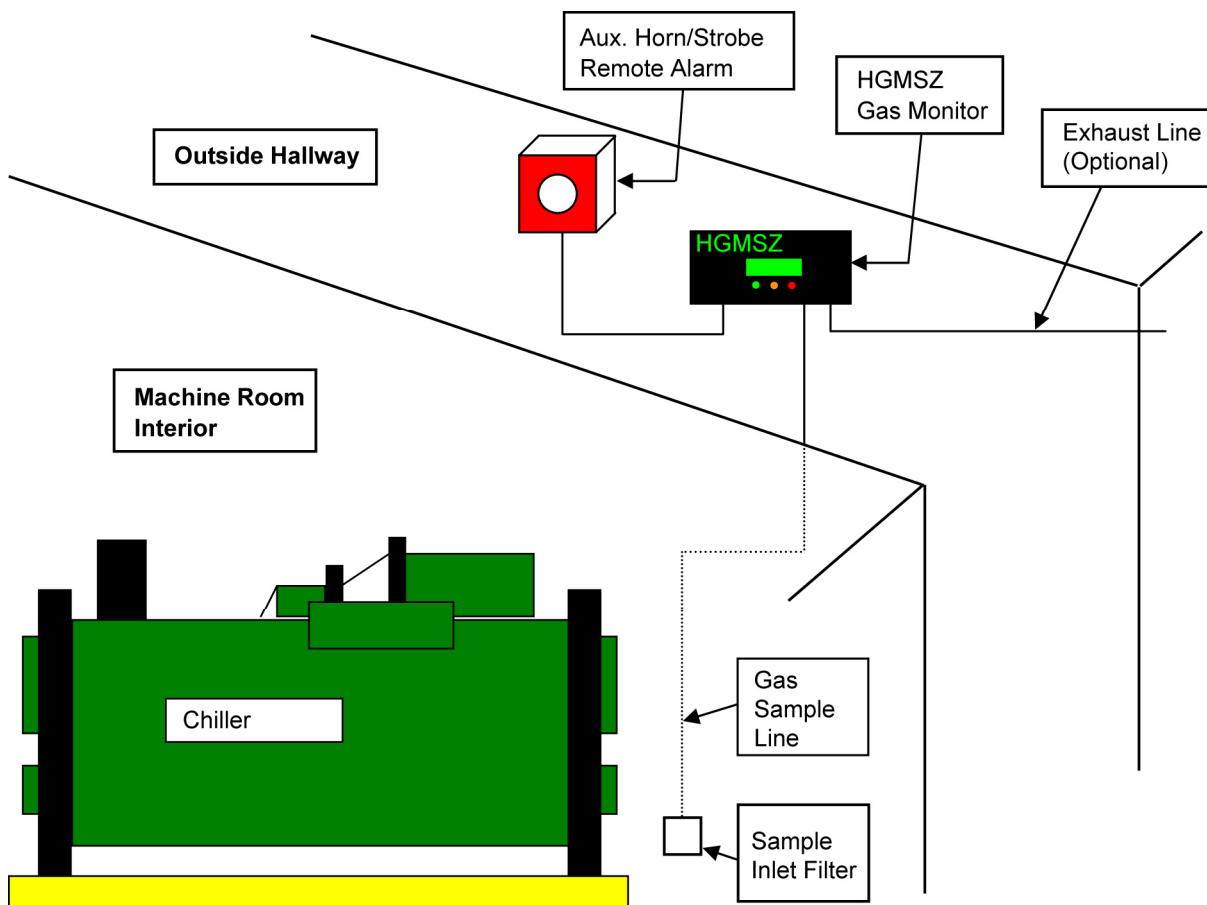 Aux. Horn/Strobe
Remote Alarm
HGMSZ
Gas Monitor
Exhaust Line
(Optional)
Outside Hallway
HGMSZ
Machine Room
Interior
Gas
Sample
Line
Chiller
Sample
Inlet Filter